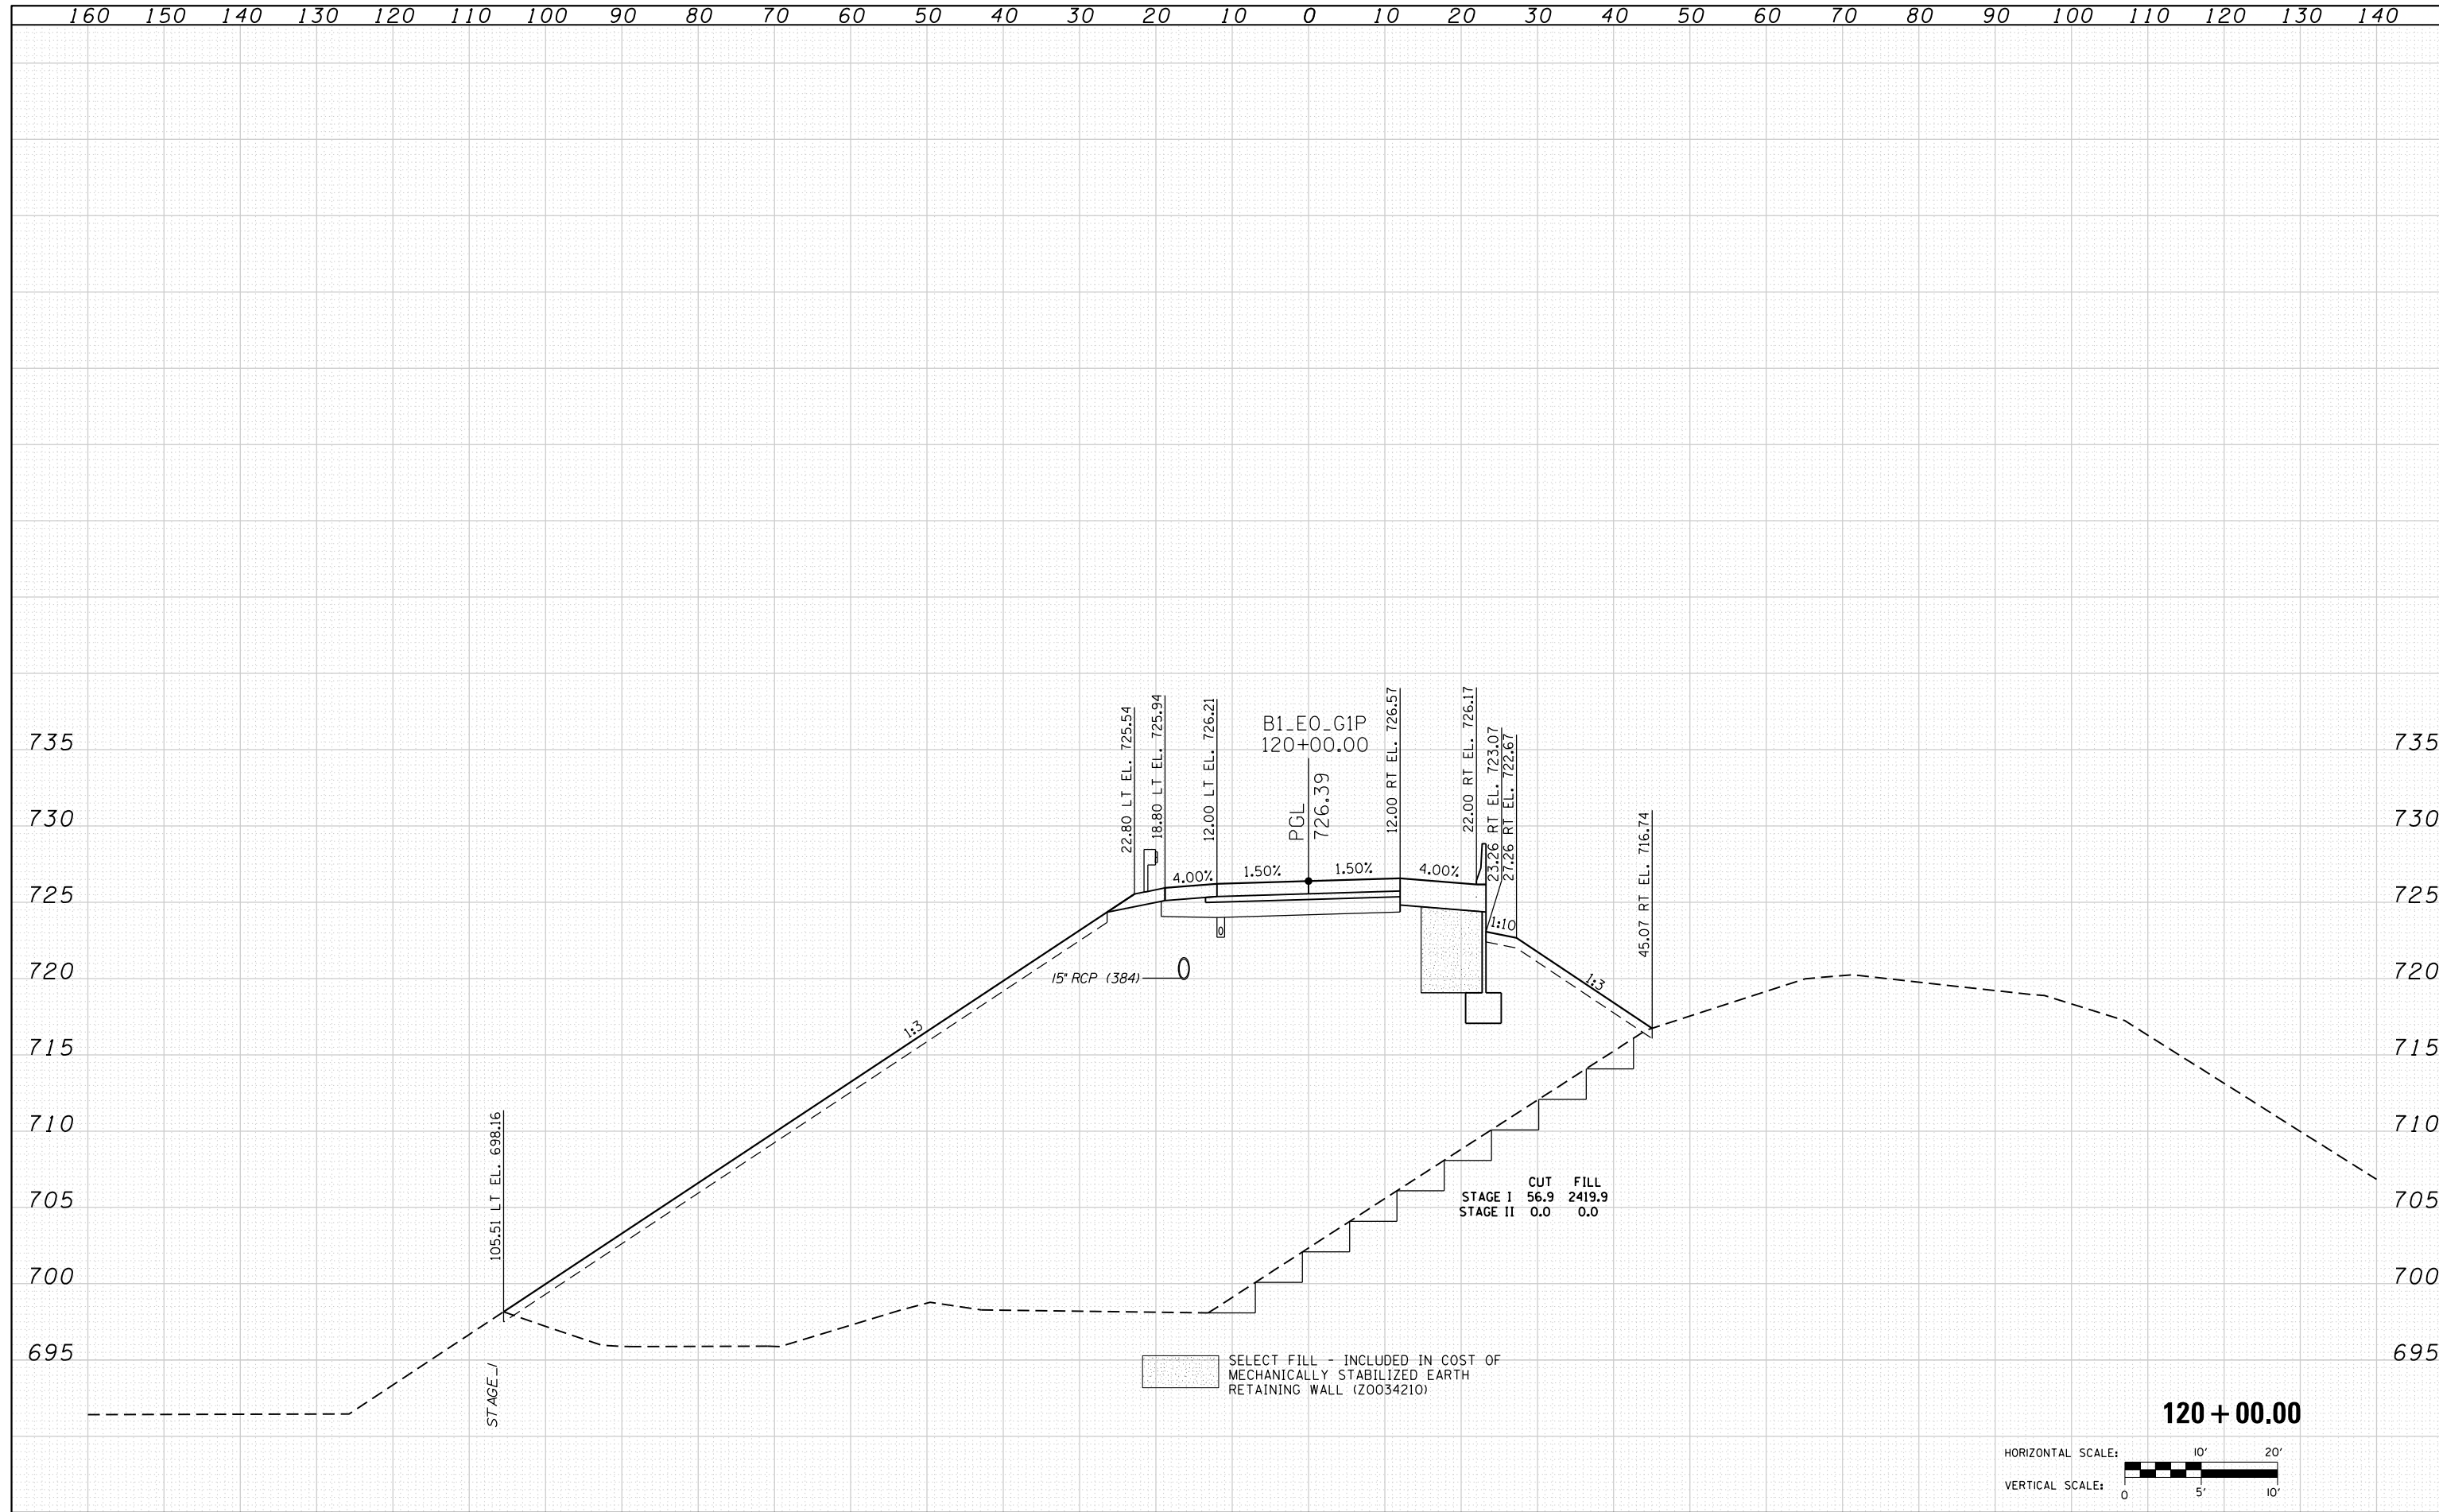 160 150 140 130 120 110 100 90 80 70 60 50 40 30 20 10 0 10 20 30 40 50 60 70 80 90 100 110 120 130 140
22.80 LT EL. 725.54
18.80 LT EL. 725.94
12.00 LT EL. 726.21
B1_EO_G1P
120+00.00
PGL
726.39
12.00 RT EL. 726.57
22.00 RT EL. 726.17
23.26 RT EL. 723.07
27.26 RT EL. 722.67
45.07 RT EL. 716.74
735 735
730 730
4.00% 1.50% 1.50% 4.00%
725 725
1:10
720 720
15" RCP (384)
1:3
1:3
715 715
710 710
105.51 LT EL. 698.16
705 705
CUT FILL
STAGE I 56.9 2419.9
STAGE II 0.0 0.0
700 700
695 695
STAGE_1
SELECT FILL - INCLUDED IN COST OF
MECHANICALLY STABILIZED EARTH
RETAINING WALL (Z0034210)
120+00.00
HORIZONTAL SCALE: 10' 20'
VERTICAL SCALE: 0 5' 10'